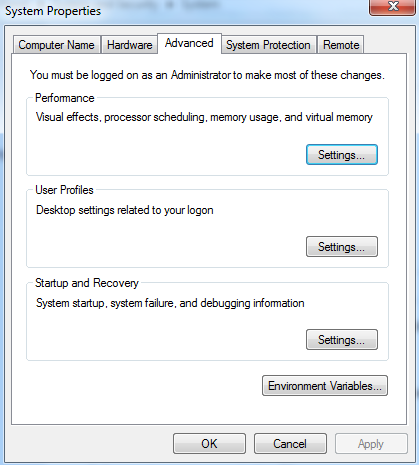 System Properties
Computer Name Hardware Advanced System Protection Remote
You must be logged on as an Administrator to make most of these changes.
Performance
Visual effects, processor scheduling, memory usage, and virtual memory
Settings...
User Profiles
Desktop settings related to your logon
Settings...
Startup and Recovery
System startup, system failure, and debugging information
Settings...
Environment Variables...
OK Cancel Apply